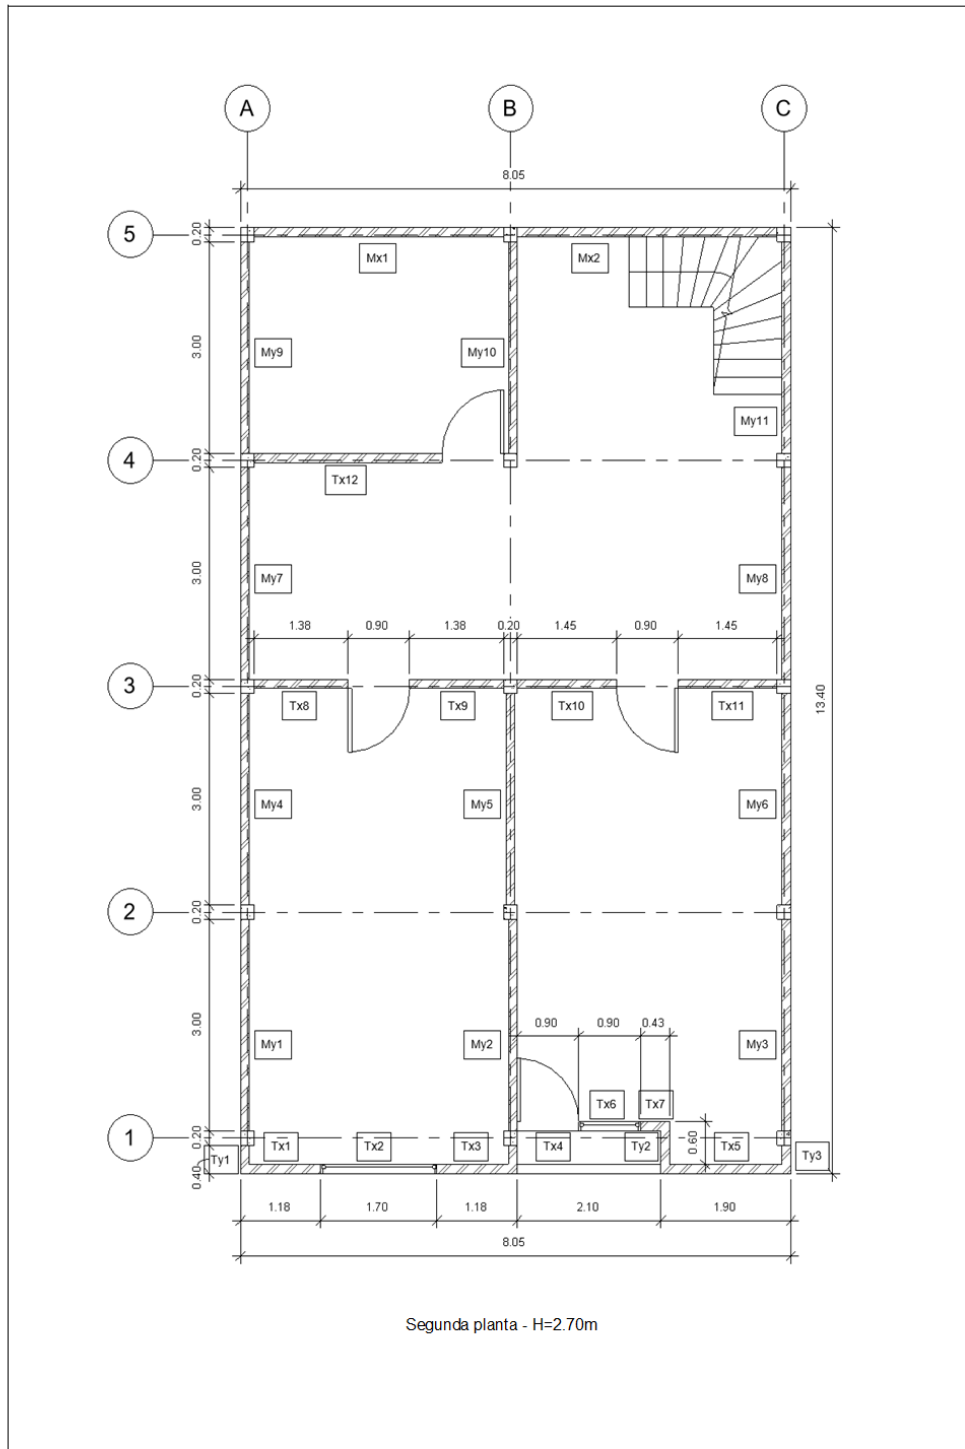 A B C
8.05
5 0.20
Mx1 Mx2
3.00 My9 My10
My11
4 0.20
Tx12
3.00 My7 My8
1.38 0.90 1.38 0.20 1.45 0.90 1.45
3 0.20
Tx8 Tx9 Tx10 Tx11
13.40
3.00 My4 My5 My6
2 0.20
3.00 0.90 0.90 0.43
My1 My2 My3
Tx6 Tx7
1 0.20
Tx1 Tx2 Tx3 Tx4 Ty2 0.60 Tx5
0.40 Ty1 Ty3
1.18 1.70 1.18 2.10 1.90
8.05
Segunda planta - H=2.70m